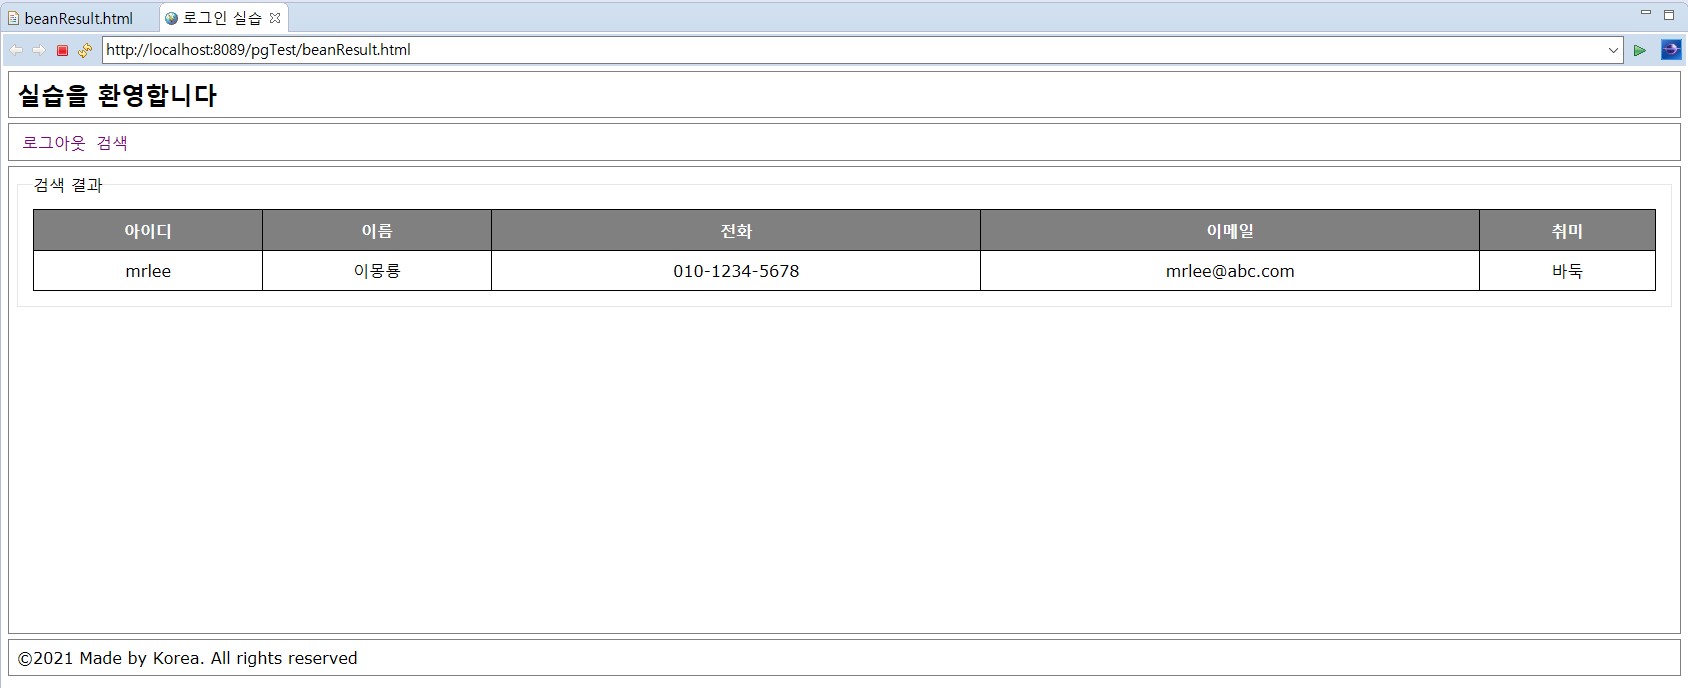 beanResult.html 로그인 실습
http://localhost:8089/pgTest/beanResult.html
실습을 환영합니다
로그아웃 검색
검색 결과
아이디 이름 전화 이메일 취미
mrlee 이몽룡 010-1234-5678 mrlee@abc.com 바둑
©2021 Made by Korea. All rights reserved